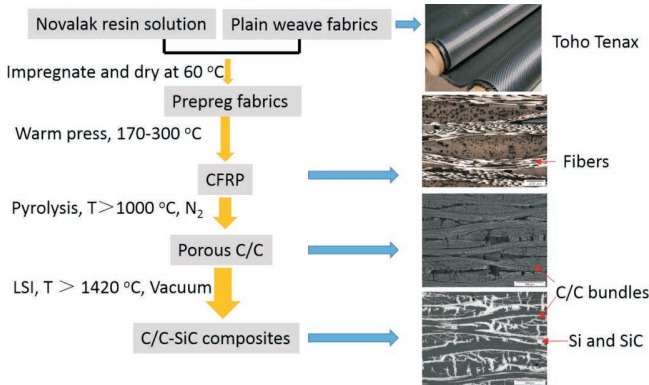 Novalak resin solution
Plain weave fabrics
Toho Tenax
Impregnate and dry at 60 °C
Prepreg fabrics
Warm press, 170-300 °C
Fibers
CFRP
Pyrolysis, T＞1000 °C, N₂
Porous C/C
LSI, T ＞ 1420 °C, Vacuum
C/C bundles
C/C-SiC composites
Si and SiC